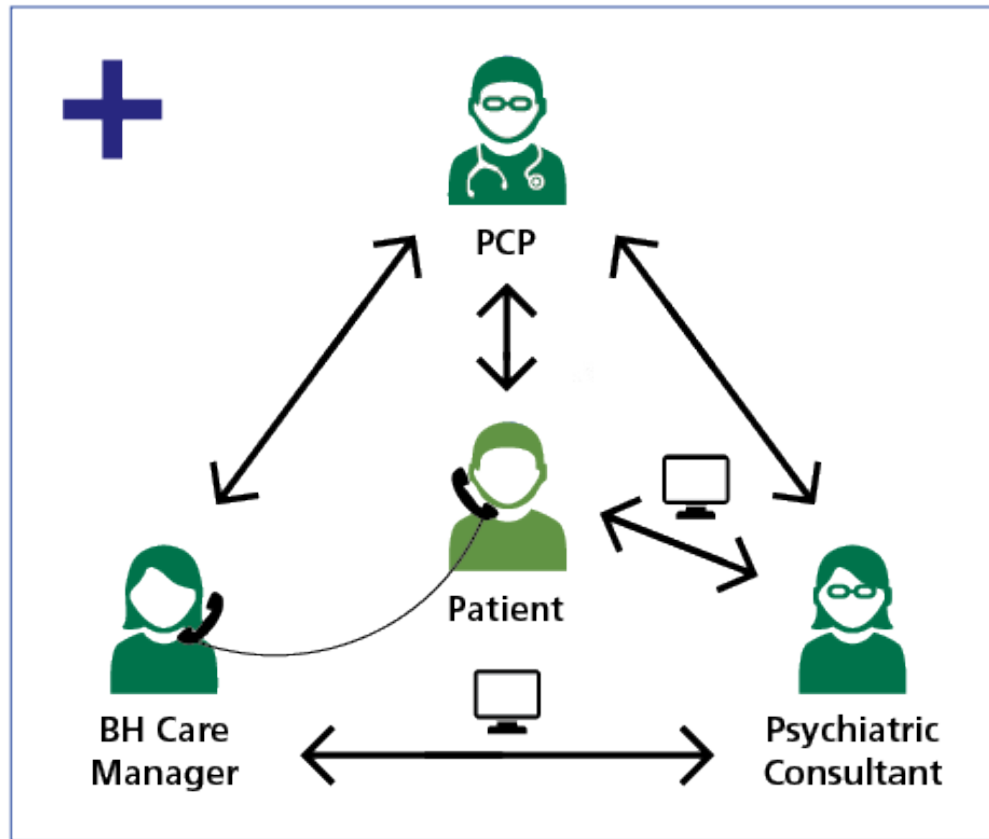 PCP
Patient
BH Care
Manager
Psychiatric
Consultant